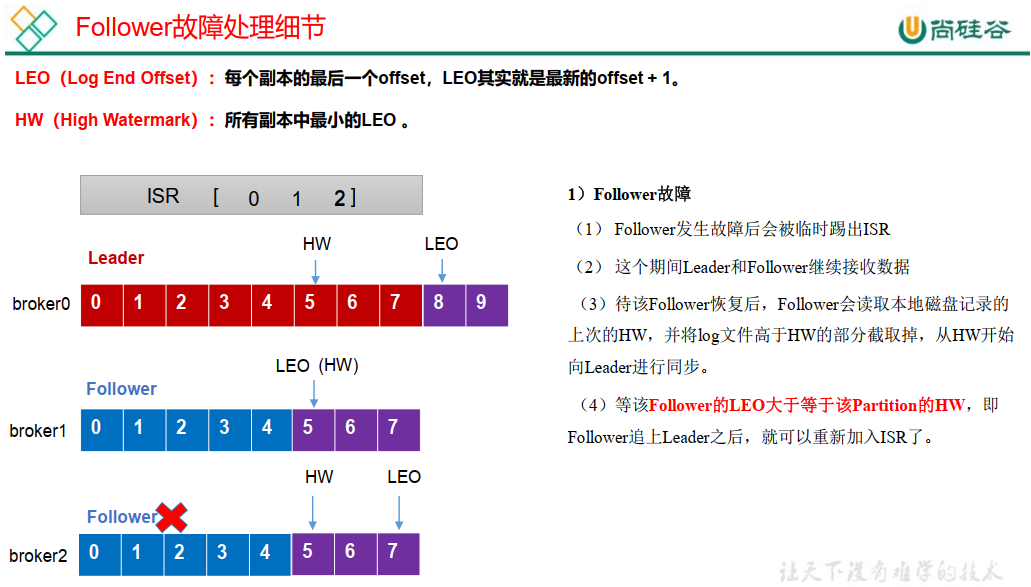 Follower故障处理细节
尚硅谷
LEO（Log End Offset）：每个副本的最后一个offset，LEO其实就是最新的offset + 1。
HW（High Watermark）：所有副本中最小的LEO 。
ISR [ 0 1 2 ]
HW LEO
Leader
broker0 0 1 2 3 4 5 6 7 8 9
LEO (HW)
Follower
broker1 0 1 2 3 4 5 6 7
HW LEO
Follower
broker2 0 1 2 3 4 5 6 7
1）Follower故障
（1） Follower发生故障后会被临时踢出ISR
（2） 这个期间Leader和Follower继续接收数据
（3）待该Follower恢复后，Follower会读取本地磁盘记录的
上次的HW，并将log文件高于HW的部分截取掉，从HW开始
向Leader进行同步。
（4）等该Follower的LEO大于等于该Partition的HW，即
Follower追上Leader之后，就可以重新加入ISR了。
让天下没有难学的技术